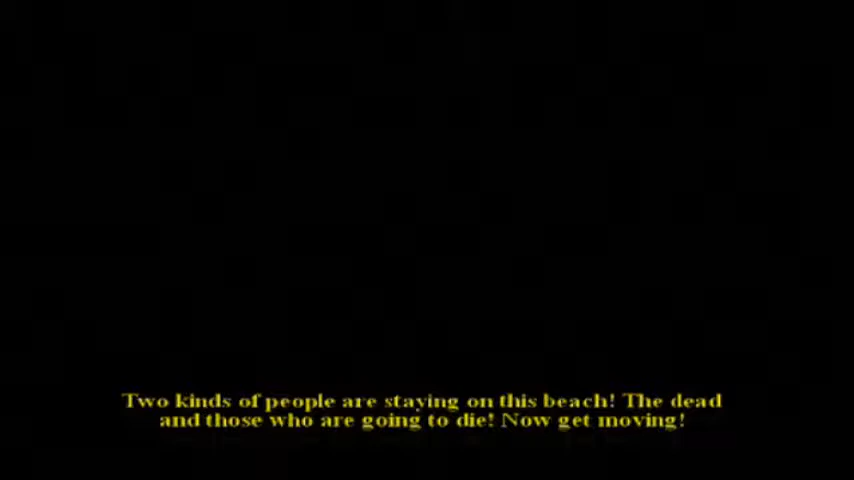 Two kinds of people are staying on this beach! The dead
and those who are going to die! Now get moving!